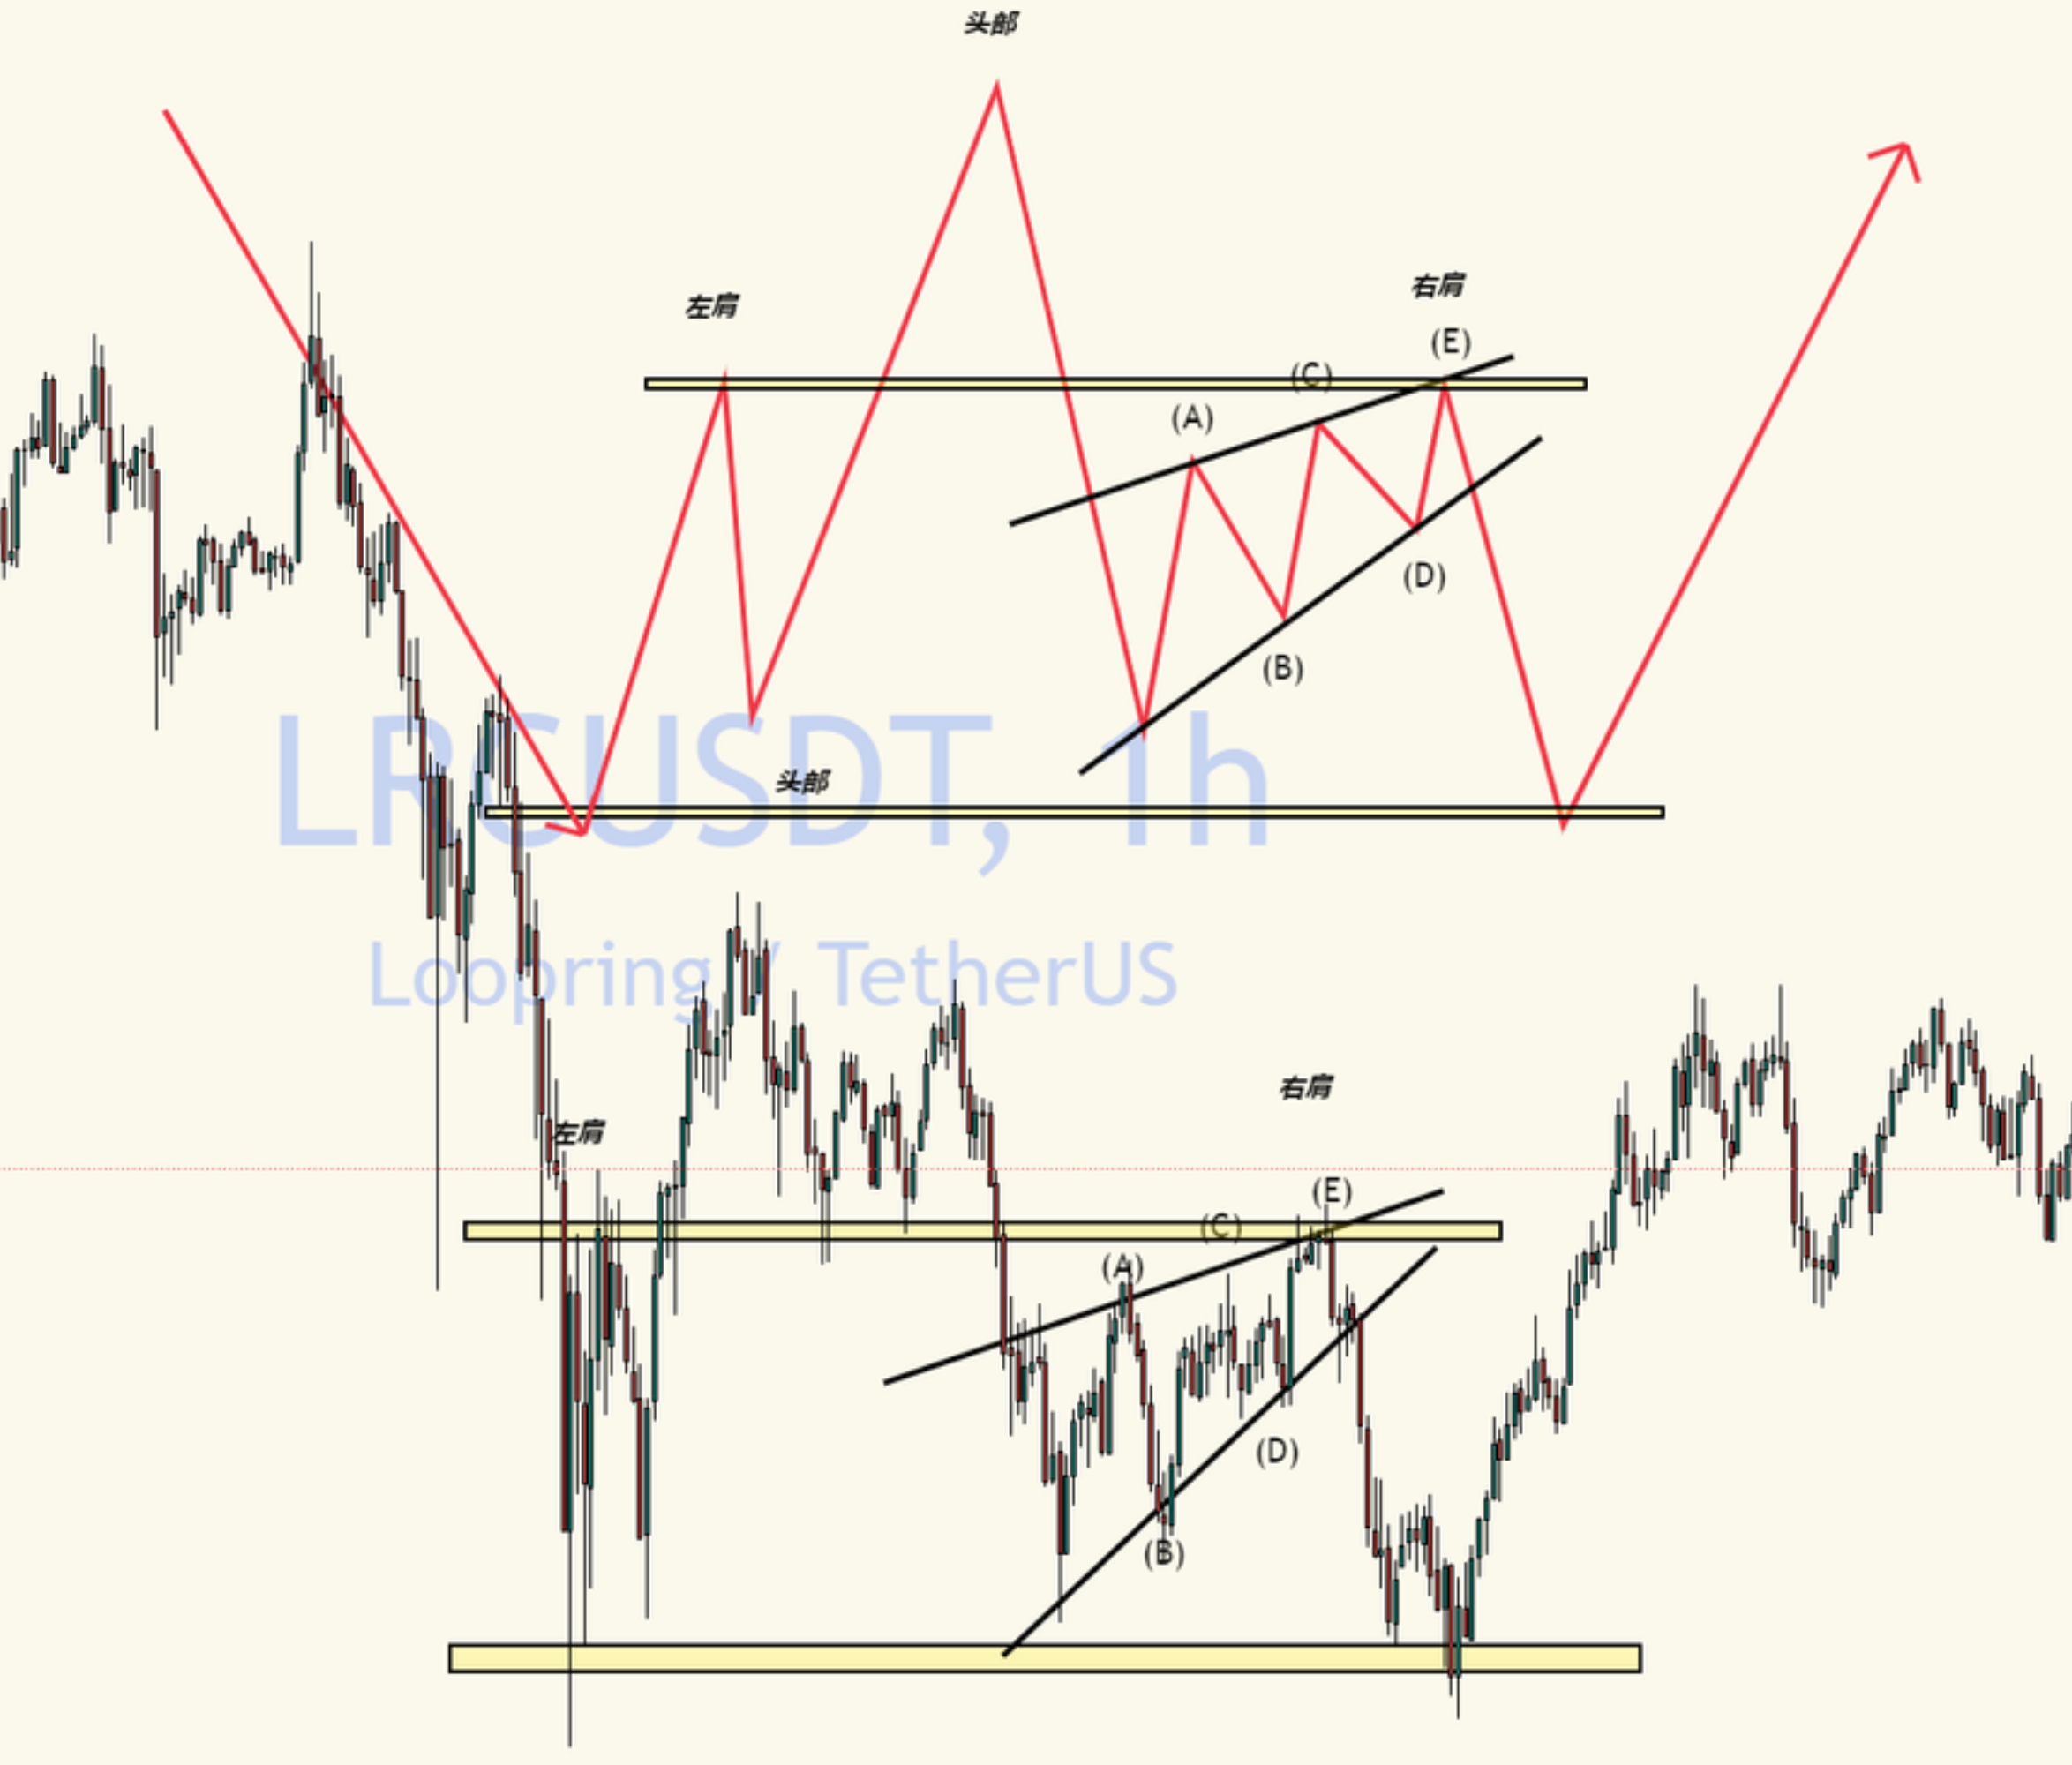 头部
左肩
右肩
(E)
(C)
(A)
(D)
(B)
LRCUSDT, 1h
头部
Loopring / TetherUS
右肩
左肩
(E)
(C)
(A)
(D)
(B)